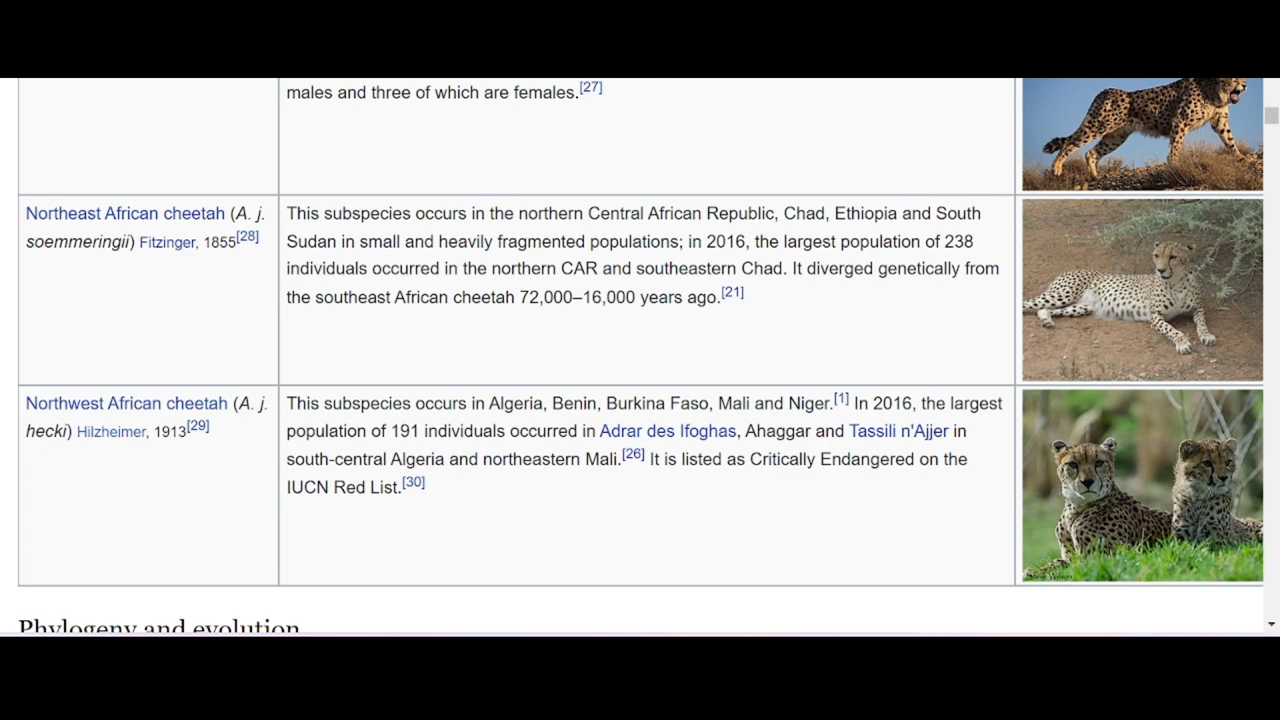 males and three of which are females.[27]
Northeast African cheetah (A. j.
soemmeringii) Fitzinger, 1855[28]
This subspecies occurs in the northern Central African Republic, Chad, Ethiopia and South
Sudan in small and heavily fragmented populations; in 2016, the largest population of 238
individuals occurred in the northern CAR and southeastern Chad. It diverged genetically from
the southeast African cheetah 72,000–16,000 years ago.[21]
Northwest African cheetah (A. j.
hecki) Hilzheimer, 1913[29]
This subspecies occurs in Algeria, Benin, Burkina Faso, Mali and Niger.[1] In 2016, the largest
population of 191 individuals occurred in Adrar des Ifoghas, Ahaggar and Tassili n'Ajjer in
south-central Algeria and northeastern Mali.[26] It is listed as Critically Endangered on the
IUCN Red List.[30]
Phylogeny and evolution